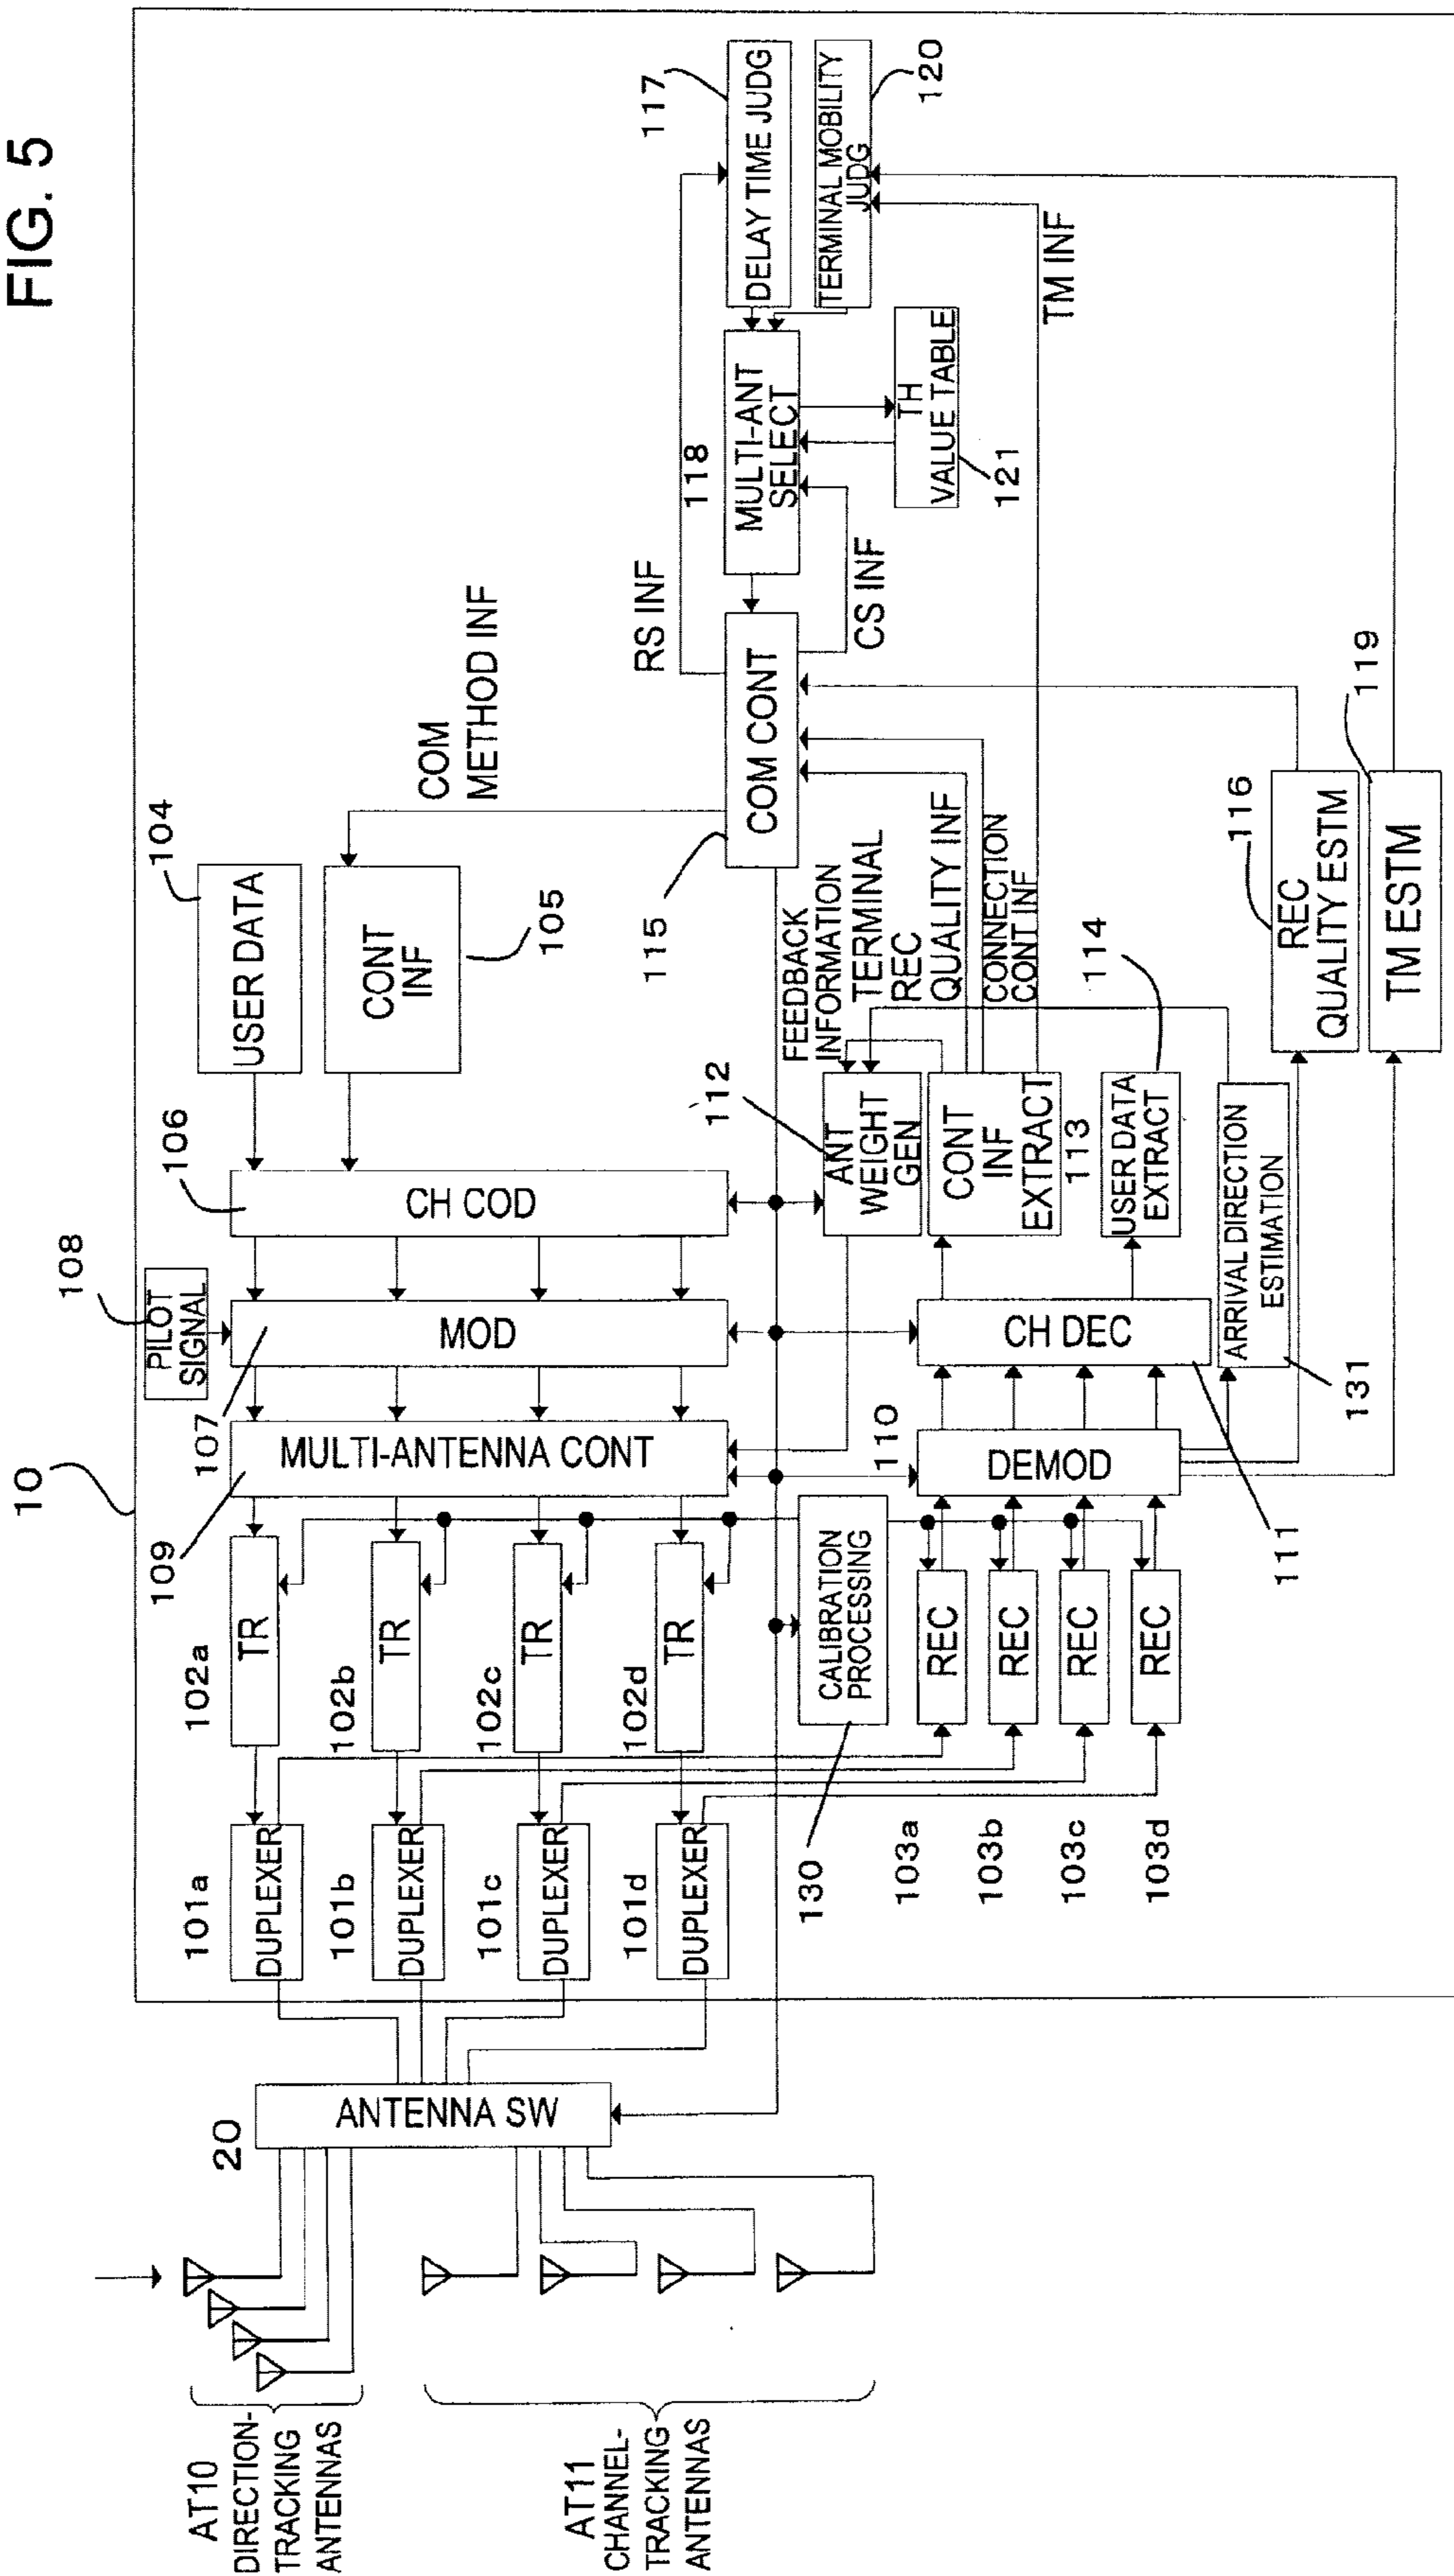 FIG. 5
10
AT10
DIRECTION-
TRACKING
ANTENNAS
AT11
CHANNEL-
TRACKING
ANTENNAS
20
ANTENNA SW
101a
DUPLEXER
101b
DUPLEXER
101c
DUPLEXER
101d
DUPLEXER
102a
TR
102b
TR
102c
TR
102d
TR
103a
REC
103b
REC
103c
REC
103d
REC
130
CALIBRATION
PROCESSING
109
MULTI-ANTENNA CONT
107
MOD
108
PILOT
SIGNAL
106
CH COD
104
USER DATA
105
CONT
INF
COM
METHOD INF
110
DEMOD
111
CH DEC
112
ANT
WEIGHT
GEN
CONT
INF
EXTRACT
113
USER DATA
EXTRACT
114
ARRIVAL DIRECTION
ESTIMATION
131
FEEDBACK
INFORMATION
TERMINAL
REC
QUALITY INF
CONNECTION
CONT INF
115
COM CONT
REC
QUALITY ESTM
116
TM ESTM
119
RS INF
CS INF
118
MULTI-ANT
SELECT
TH
VALUE TABLE
121
DELAY TIME JUDG
117
TERMINAL MOBILITY
JUDG
120
TM INF